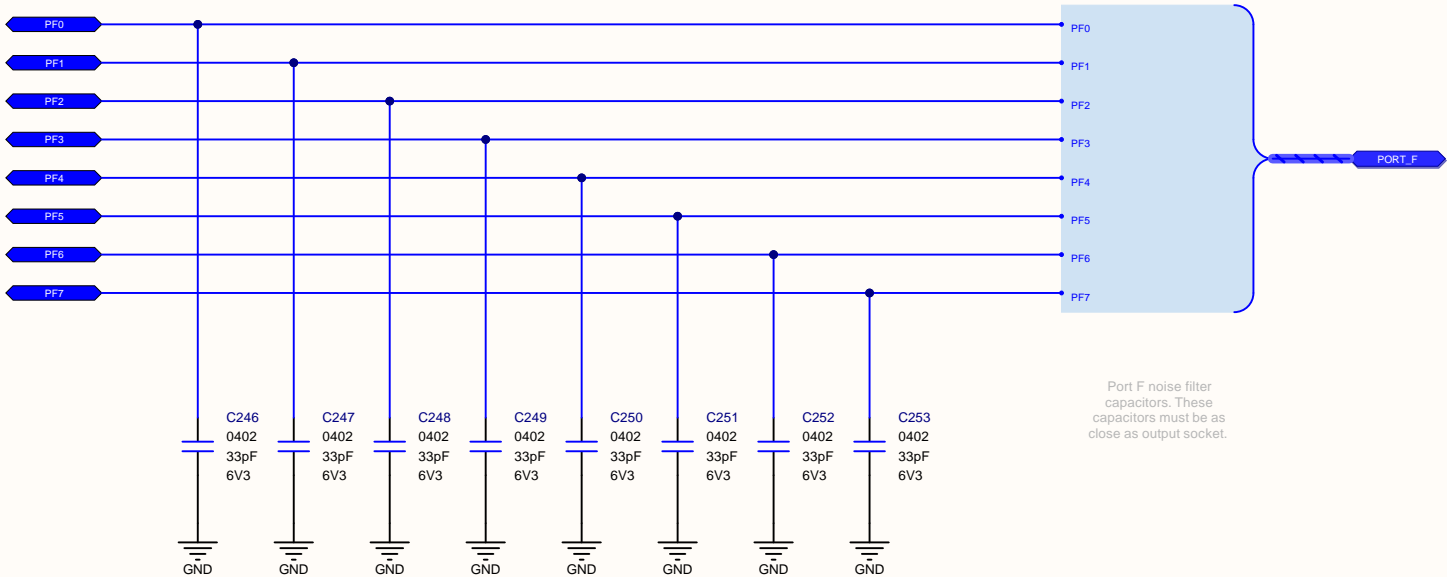 PF0
PF0
PF1
PF1
PF2
PF2
PF3
PF3
PORT_F
PF4
PF4
PF5
PF5
PF6
PF6
PF7
PF7
Port F noise filter
capacitors. These
capacitors must be as
close as output socket.
C246
0402
33pF
6V3
C247
0402
33pF
6V3
C248
0402
33pF
6V3
C249
0402
33pF
6V3
C250
0402
33pF
6V3
C251
0402
33pF
6V3
C252
0402
33pF
6V3
C253
0402
33pF
6V3
GND
GND
GND
GND
GND
GND
GND
GND